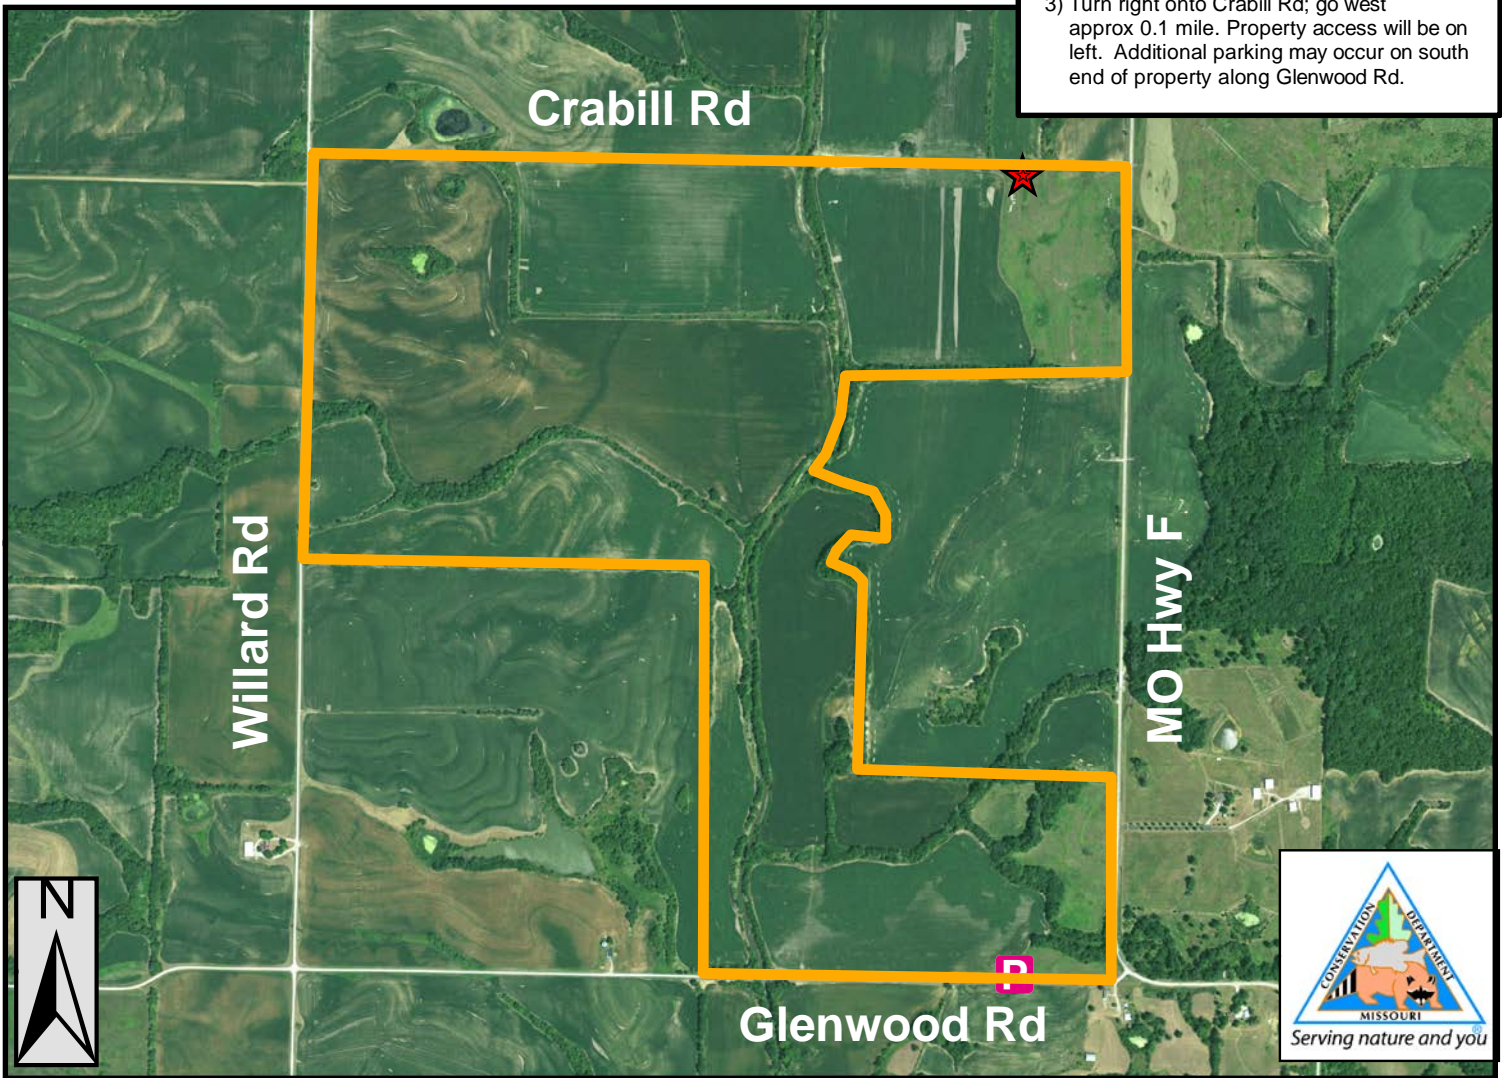 3) Turn right onto Crabill Rd; go west
approx 0.1 mile. Property access will be on
left. Additional parking may occur on south
end of property along Glenwood Rd.
Crabill Rd
Willard Rd
MO Hwy F
P
Glenwood Rd
N
CONSERVATION
DEPARTMENT
MISSOURI
®
Serving nature and you